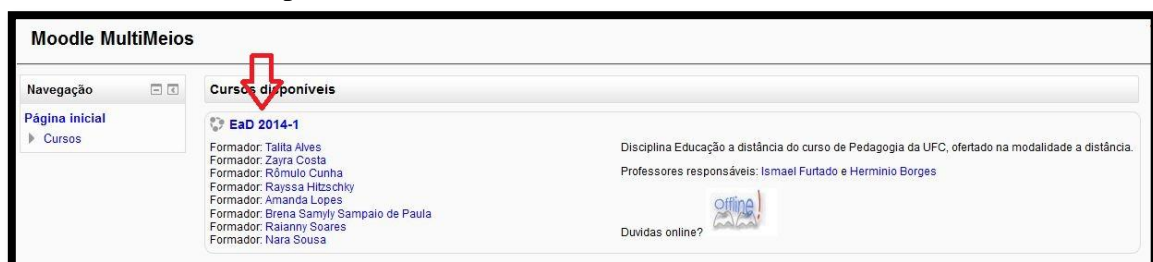 Moodle MultiMeios
Navegação
Página inicial
Cursos
Cursos disponíveis
EaD 2014-1
Formador: Talita Alves
Formador: Zayra Costa
Formador: Rômulo Cunha
Formador: Rayssa Hitzschky
Formador: Amanda Lopes
Formador: Brena Samyly Sampaio de Paula
Formador: Raianny Soares
Formador: Nara Sousa
Disciplina Educação a distância do curso de Pedagogia da UFC, ofertado na modalidade a distância.
Professores responsáveis: Ismael Furtado e Herminio Borges
Offline!
Duvidas online?